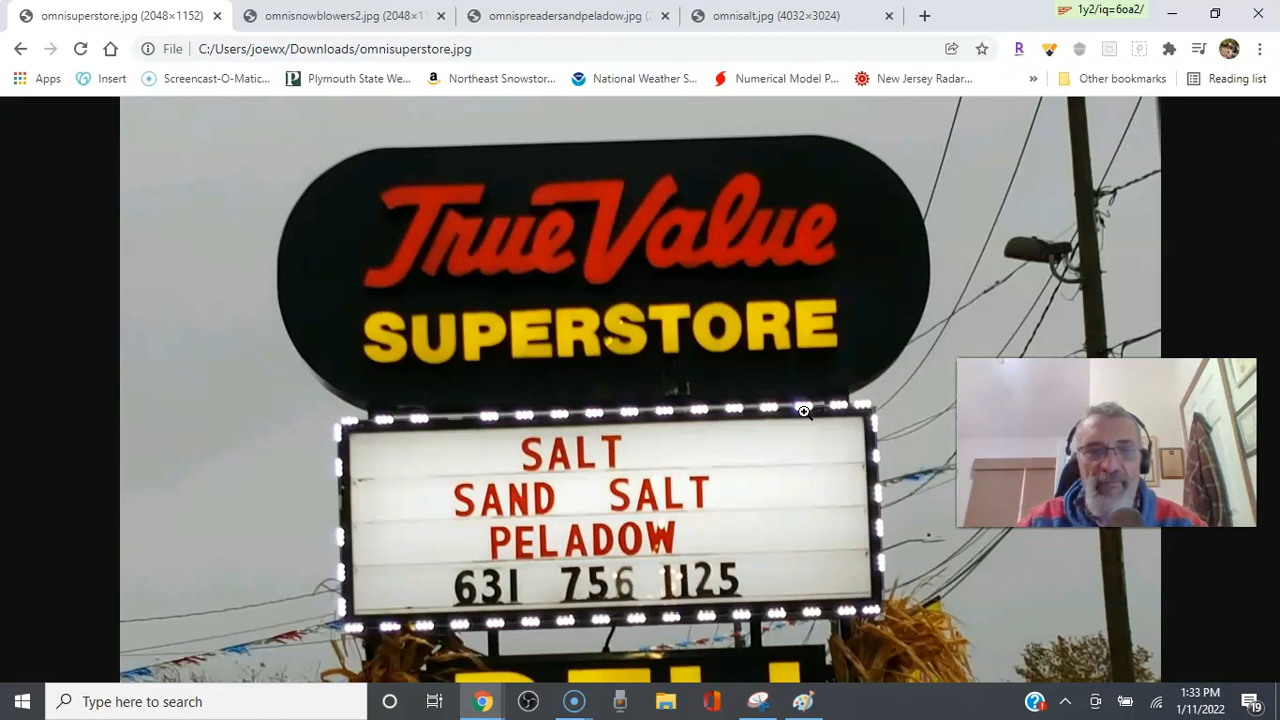 omnisuperstore.jpg (2048×1152)
omnisnowblowers2.jpg (2048×11
omnispreadersandpeladow.jpg (
omnisalt.jpg (4032×3024)
1y2/iq=6oa2/
File
C:/Users/joewx/Downloads/omnisuperstore.jpg
Apps
Insert
Screencast-O-Matic...
Plymouth State We...
Northeast Snowstor...
National Weather S...
Numerical Model P...
New Jersey Radar...
»
Other bookmarks
Reading list
True Value
SUPERSTORE
SALT
SAND SALT
PELADOW
631 756 1125
Type here to search
1:33 PM
1/11/2022
19